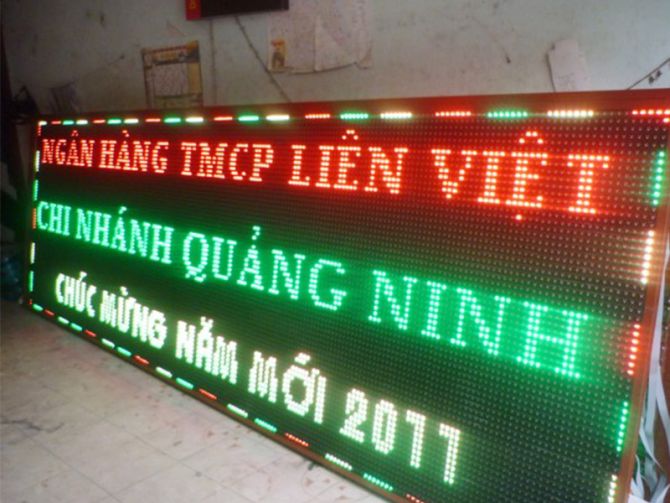 NGÂN HÀNG TMCP LIÊN VIỆT
CHI NHÁNH QUẢNG NINH
CHÚC MỪNG NĂM MỚI 2011